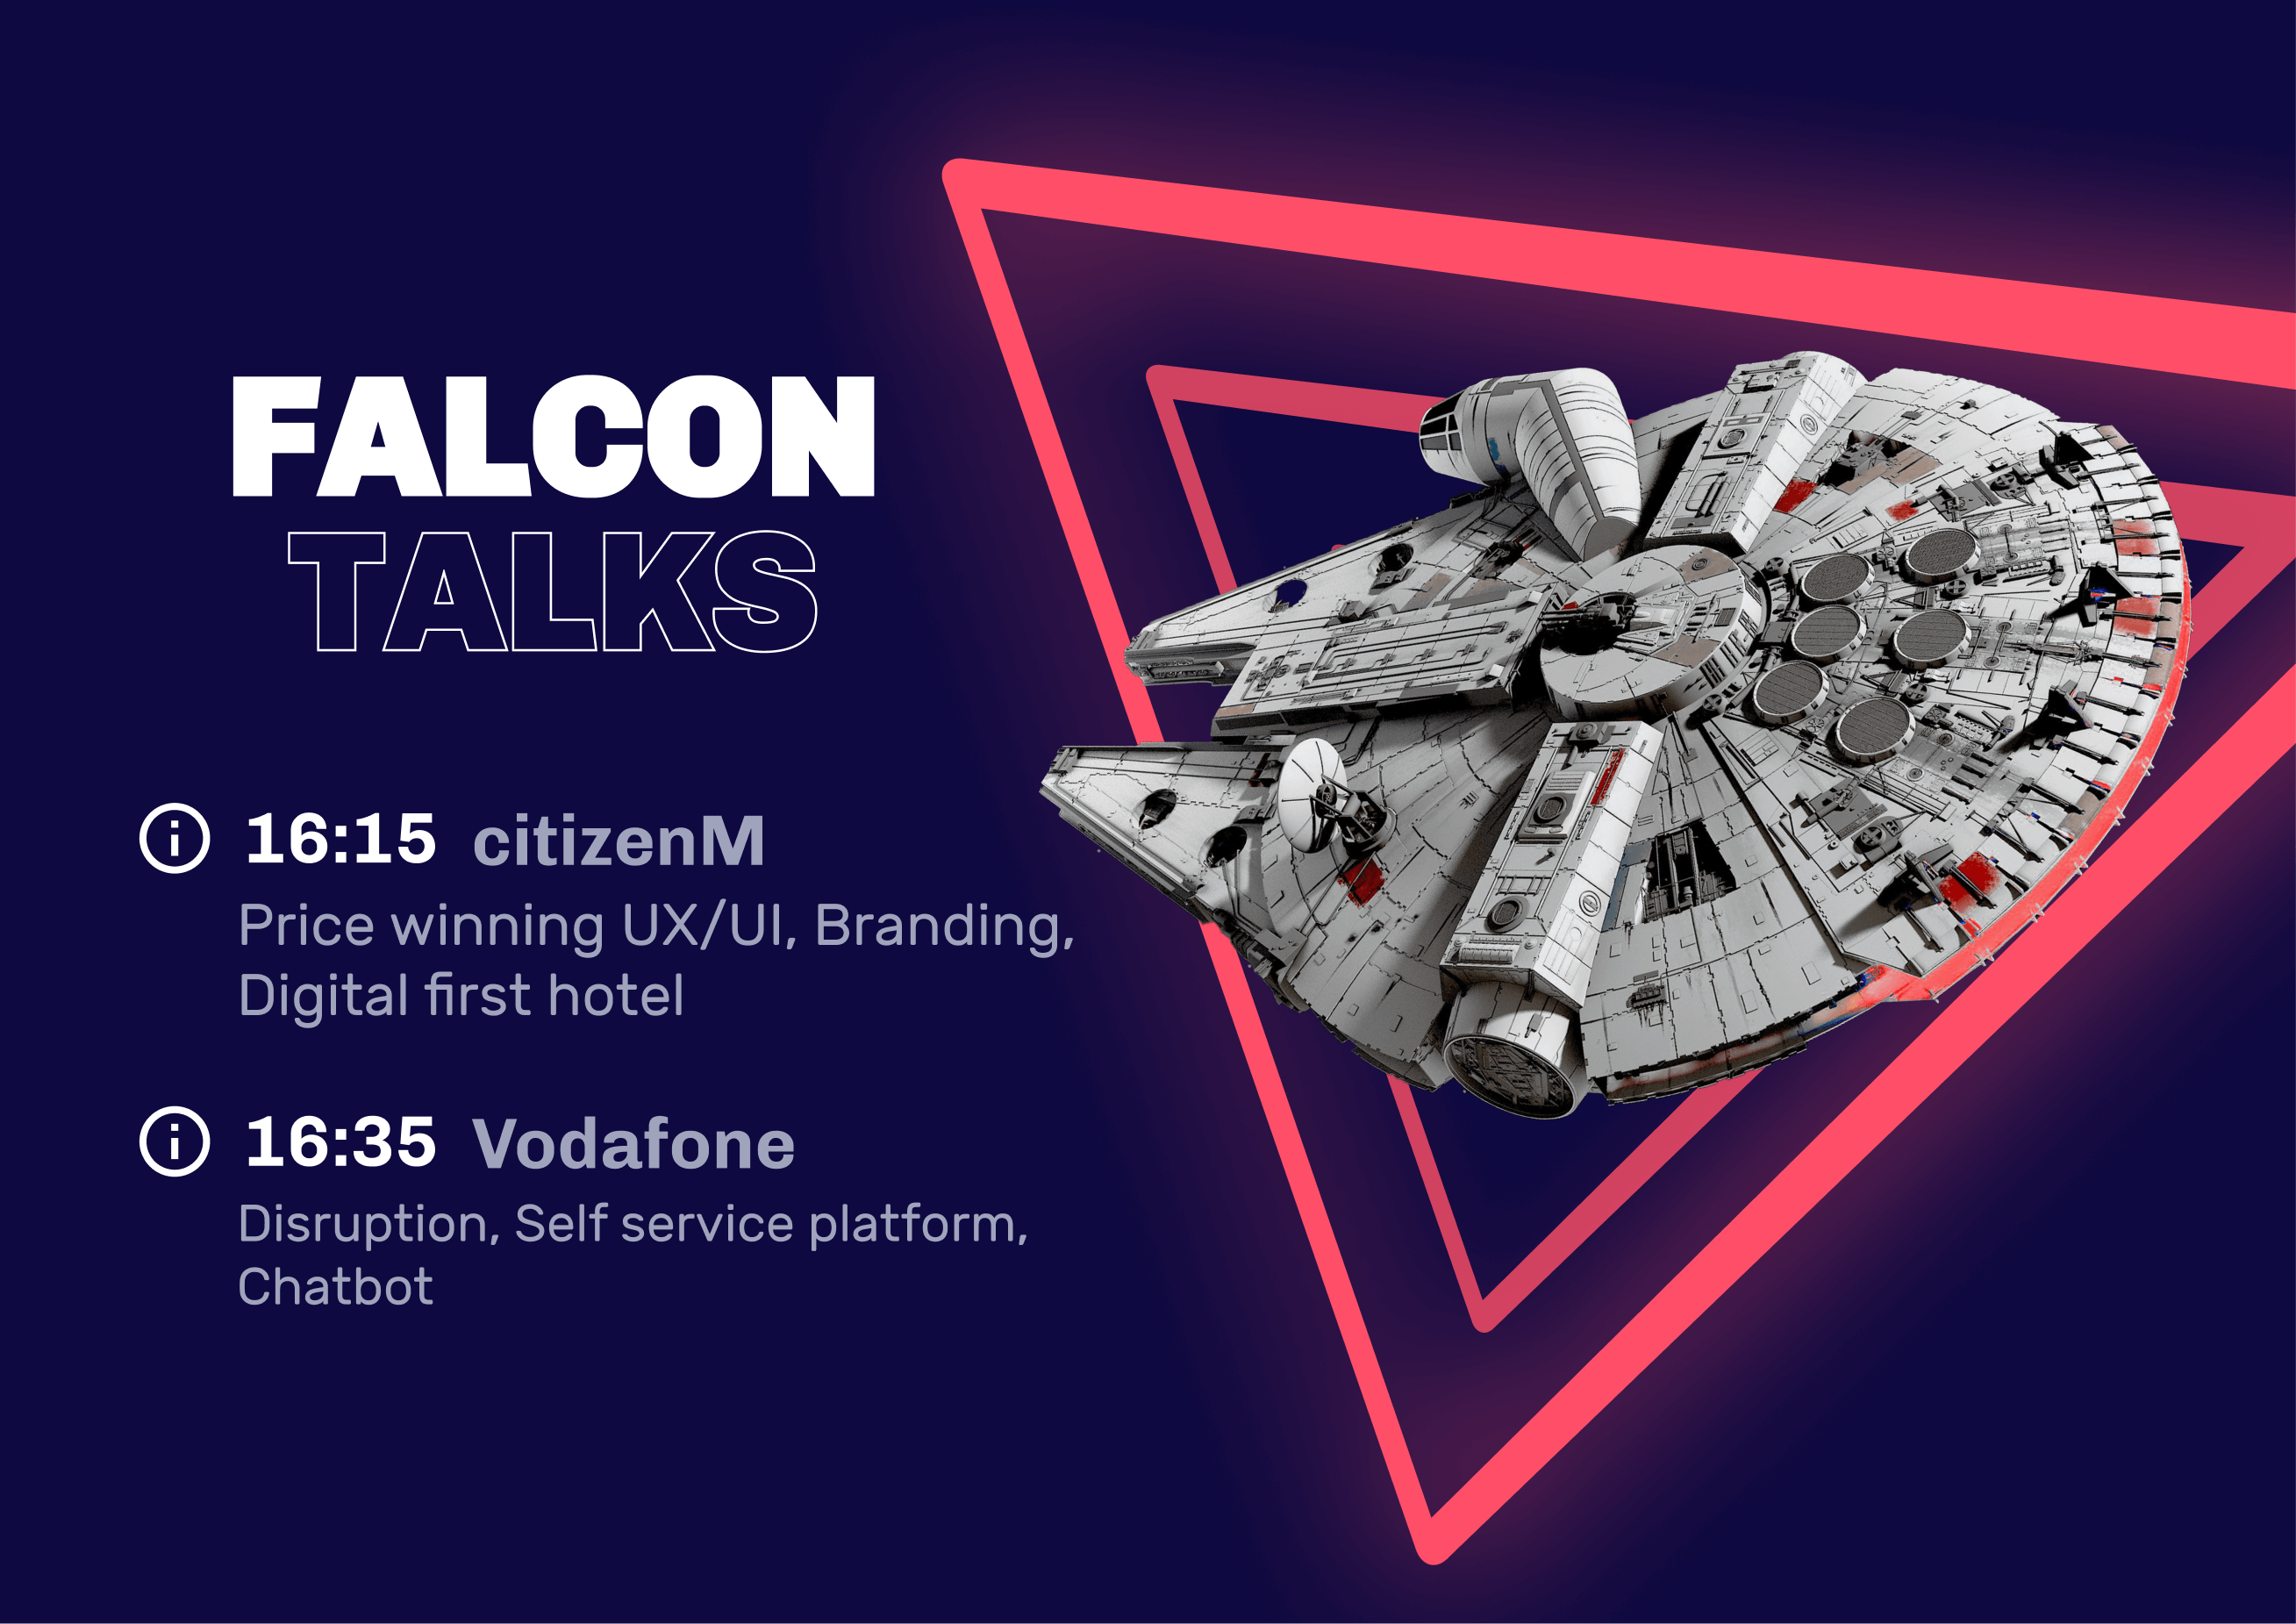 FALCON
TALKS
16:15 citizenM
Price winning UX/UI, Branding,
Digital first hotel
16:35 Vodafone
Disruption, Self service platform,
Chatbot